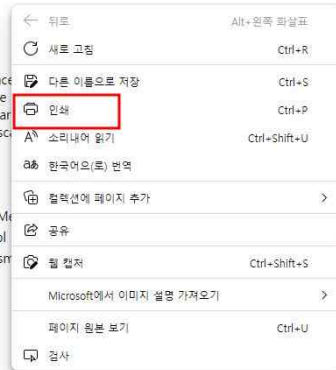 뒤로 Alt+왼쪽 화살표
새로 고침 Ctrl+R
다른 이름으로 저장 Ctrl+S
인쇄 Ctrl+P
소리내어 읽기 Ctrl+Shift+U
aあ 한국어으(로) 번역
컬렉션에 페이지 추가
공유
웹 캡처 Ctrl+Shift+S
Microsoft에서 이미지 설명 가져오기
페이지 원본 보기 Ctrl+U
검사